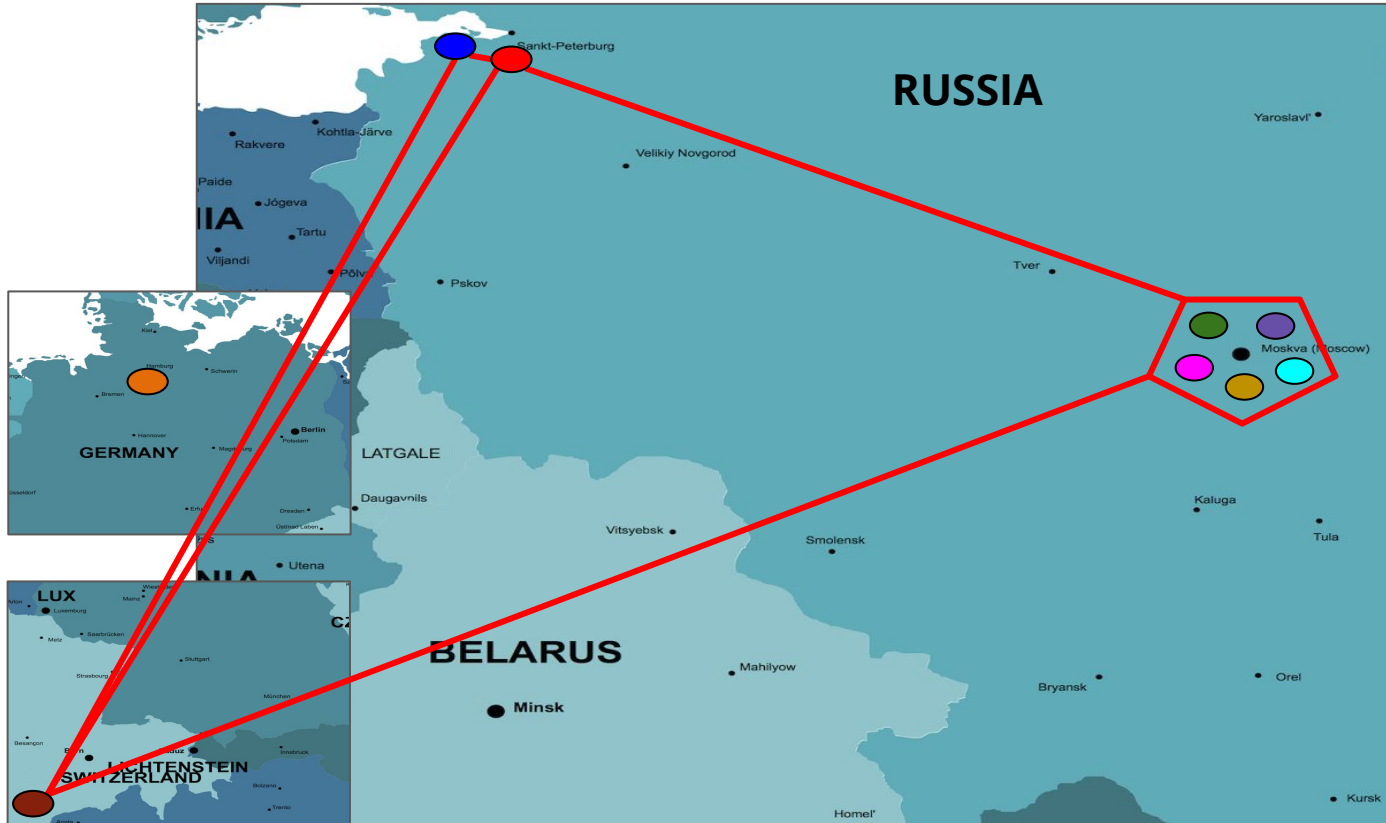 Sankt-Peterburg
RUSSIA
Yaroslavl'
Kohtla-Järve
Rakvere
Velikiy Novgorod
Paide
Jõgeva
IIA
Tartu
Viljandi
Põlva
Pskov
Tver
Moskva (Moscow)
Kiel
Hamburg
Schwerin
Bremen
Berlin
Potsdam
Hannover
Magdeburg
GERMANY
LATGALE
Daugavpils
Dresden
Kaluga
Vitsyebsk
Smolensk
Tula
Utena
NIA
LUX
Luxemburg
Mainz
CZ
Metz
Saarbrücken
Stuttgart
Strasbourg
BELARUS
Mahilyow
Bryansk
Orel
München
Minsk
Besançon
Bern
Vaduz
Innsbruck
LICHTENSTEIN
SWITZERLAND
Bolzano
Trento
Kursk
Homel'